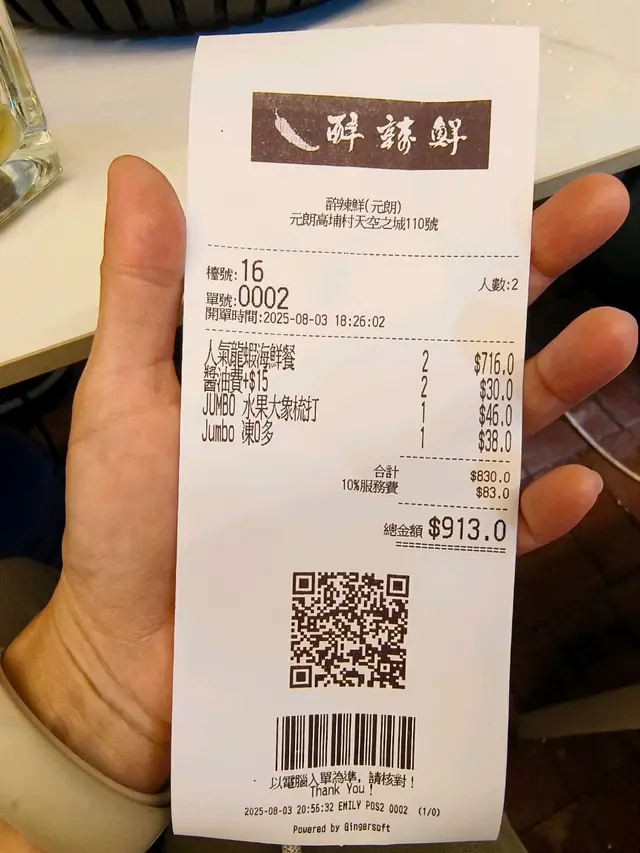 醉辣鮮
醉辣鮮(元朗)
元朗高埔村天空之城110號
檯號:16 人數:2
單號:0002
開單時間:2025-08-03 18:26:02
人氣龍蝦海鮮餐 2 $716.0
醬油費+$15 2 $30.0
JUMBO 水果大象梳打 1 $46.0
Jumbo 凍0多 1 $38.0
合計 $830.0
10%服務費 $83.0
總金額 $913.0
以電腦入單為準，請核對！
Thank You！
2025-08-03 20:56:32 EMILY POS2 0002 (1/0)
Powered by Gingersoft